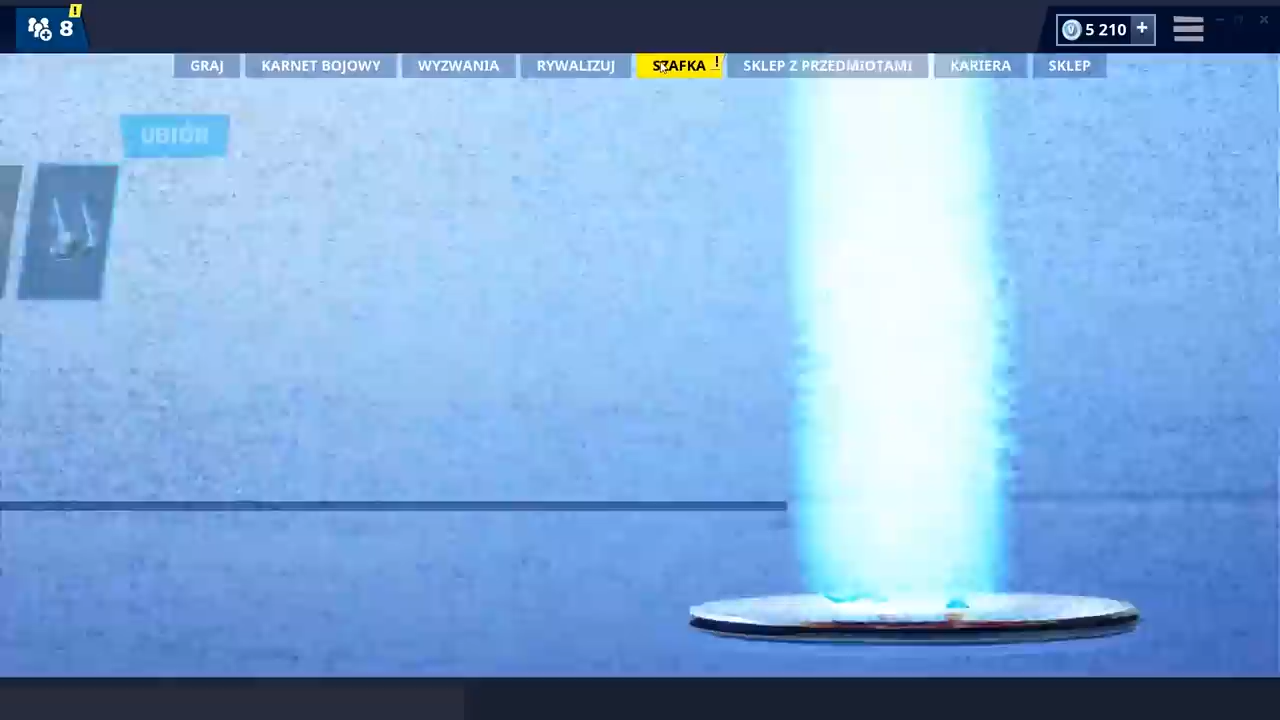 8
5 210 +
GRAJ KARNET BOJOWY WYZWANIA RYWALIZUJ SZAFKA ! SKLEP Z PRZEDMIOTAMI KARIERA SKLEP
UBIÓR